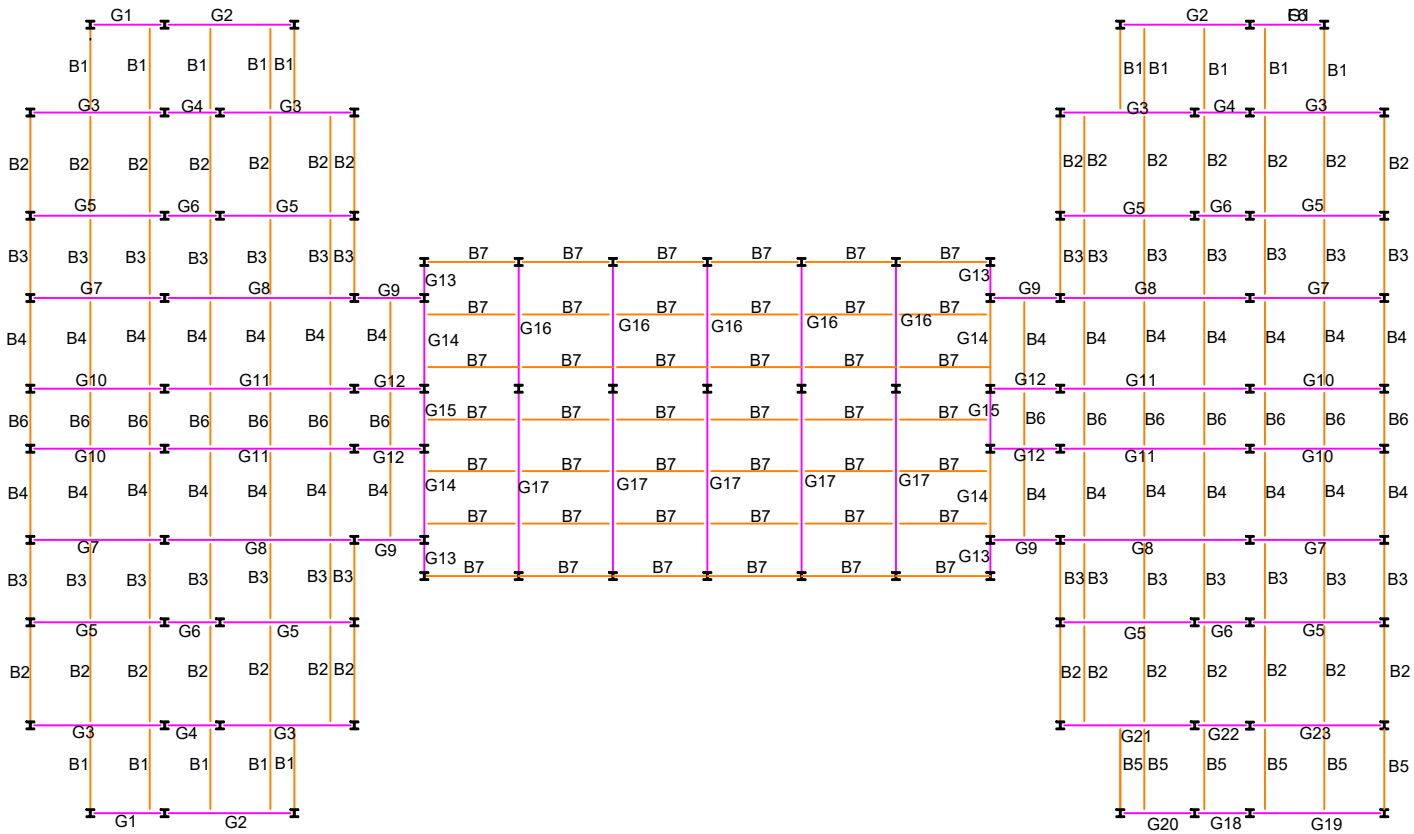 G1 G2 G2
B1 B1 B1 B1 B1 B1 B1 B1 B1 B1
G3 G4 G3 G3 G4 G3
B2 B2 B2 B2 B2 B2 B2 B2 B2 B2 B2 B2 B2 B2
G5 G6 G5 G5 G6 G5
B3 B3 B3 B3 B3 B3 B3 B3 B3 B3 B3 B3 B3 B3
B7 B7 B7 B7 B7 B7
G13 G13
G7 G8 G9 G9 G8 G7
B7 B7 B7 B7 B7 B7
G16 G16 G16 G16 G16
B4 B4 B4 B4 B4 B4 B4 G14 G14 B4 B4 B4 B4 B4 B4 B4
B7 B7 B7 B7 B7 B7
G10 G11 G12 G12 G11 G10
B6 B6 B6 B6 B6 B6 B6 G15 B7 B7 B7 B7 B7 B7 G15 B6 B6 B6 B6 B6 B6 B6
G10 G11 G12 G12 G11 G10
B7 B7 B7 B7 B7 B7
B4 B4 B4 B4 B4 B4 B4 G14 G17 G17 G17 G17 G17 G14 B4 B4 B4 B4 B4 B4 B4
B7 B7 B7 B7 B7 B7
G7 G8 G9 G9 G8 G7
G13 G13
B7 B7 B7 B7 B7 B7
B3 B3 B3 B3 B3 B3 B3 B3 B3 B3 B3 B3 B3 B3
G5 G6 G5 G5 G6 G5
B2 B2 B2 B2 B2 B2 B2 B2 B2 B2 B2 B2 B2 B2
G3 G4 G3 G21 G22 G23
B1 B1 B1 B1 B1 B5 B5 B5 B5 B5 B5
G1 G2 G20 G18 G19